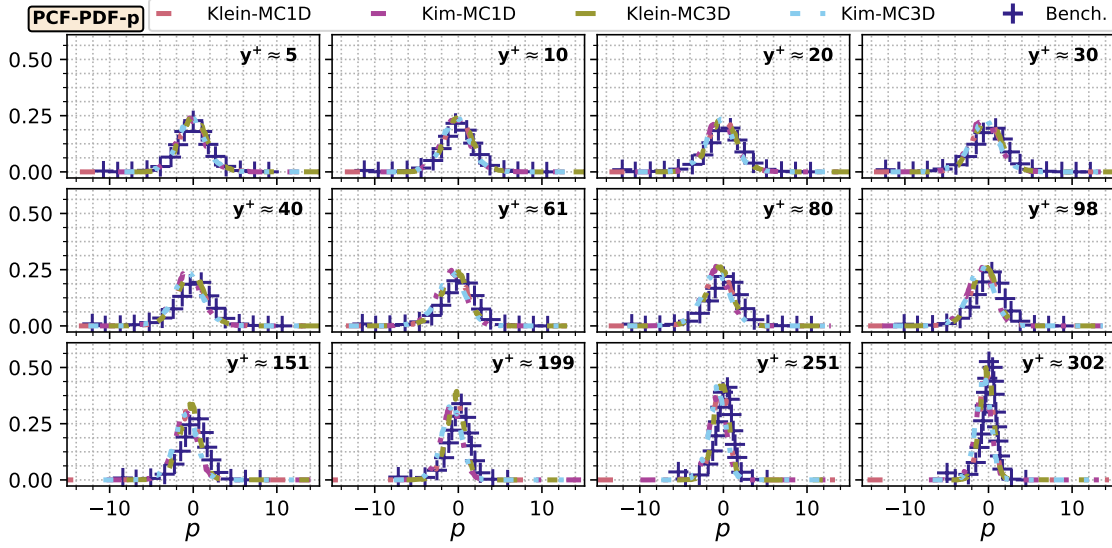 PCF-PDF-p Klein-MC1D Kim-MC1D Klein-MC3D Kim-MC3D Bench.
0.50 y⁺ ≈ 5 y⁺ ≈ 10 y⁺ ≈ 20 y⁺ ≈ 30
0.25
0.00
0.50 y⁺ ≈ 40 y⁺ ≈ 61 y⁺ ≈ 80 y⁺ ≈ 98
0.25
0.00
0.50 y⁺ ≈ 151 y⁺ ≈ 199 y⁺ ≈ 251 y⁺ ≈ 302
0.25
0.00
−10 0 10 −10 0 10 −10 0 10 −10 0 10
p p p p